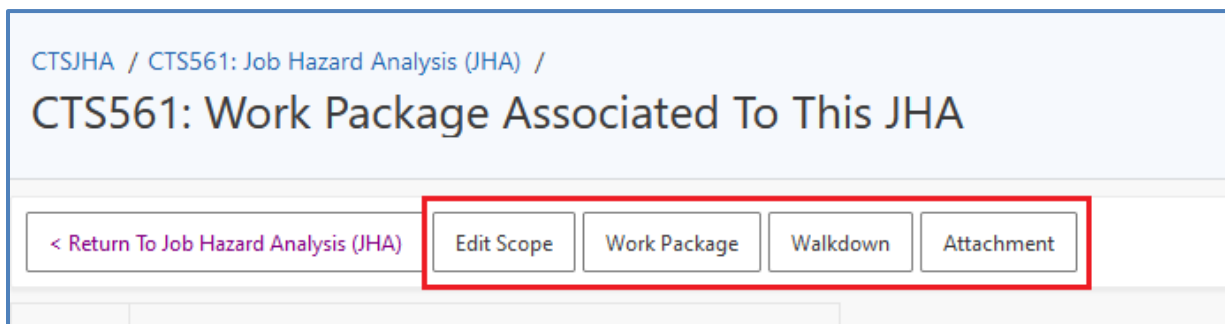 CTSJHA / CTS561: Job Hazard Analysis (JHA) /
CTS561: Work Package Associated To This JHA
< Return To Job Hazard Analysis (JHA) Edit Scope Work Package Walkdown Attachment